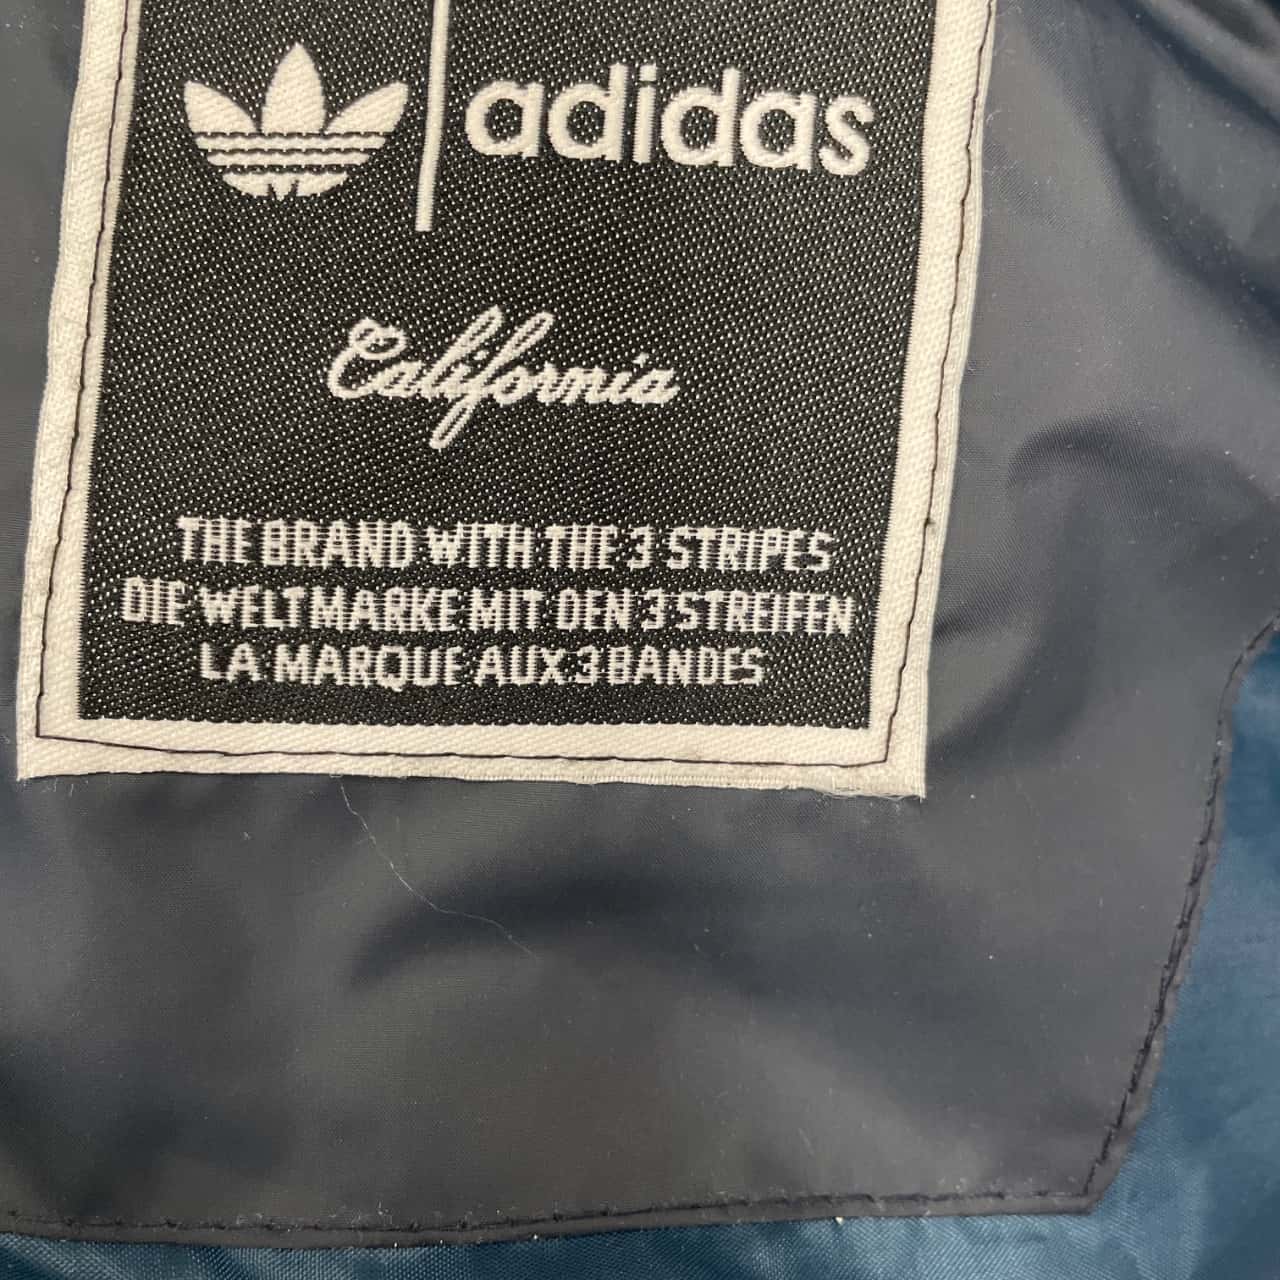 adidas
California
THE BRAND WITH THE 3 STRIPES
DIE WELTMARKE MIT DEN 3 STREIFEN
LA MARQUE AUX 3 BANDES